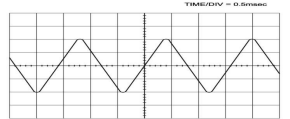 TIME/DIV = 0.5msec